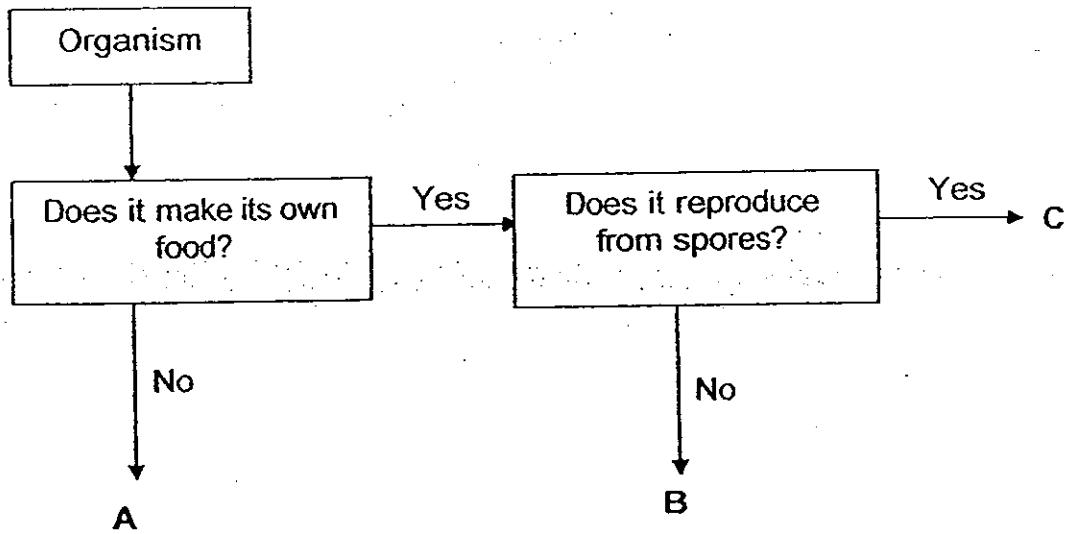 Organism
Does it make its own
food?
Yes
Does it reproduce
from spores?
Yes
C
No
No
A
B